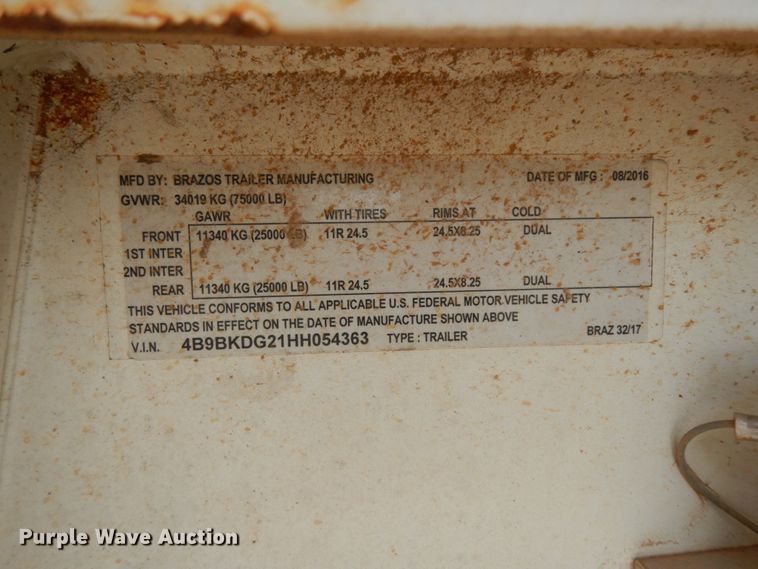 MFD BY: BRAZOS TRAILER MANUFACTURING DATE OF MFG : 08/2016
GVWR: 34019 KG (75000 LB)
GAWR WITH TIRES RIMS AT COLD
FRONT 11340 KG (25000 LB) 11R 24.5 24.5X8.25 DUAL
1ST INTER
2ND INTER
REAR 11340 KG (25000 LB) 11R 24.5 24.5X8.25 DUAL
THIS VEHICLE CONFORMS TO ALL APPLICABLE U.S. FEDERAL MOTOR VEHICLE SAFETY
STANDARDS IN EFFECT ON THE DATE OF MANUFACTURE SHOWN ABOVE
V.I.N. 4B9BKDG21HH054363 TYPE : TRAILER BRAZ 32/17
Purple Wave Auction